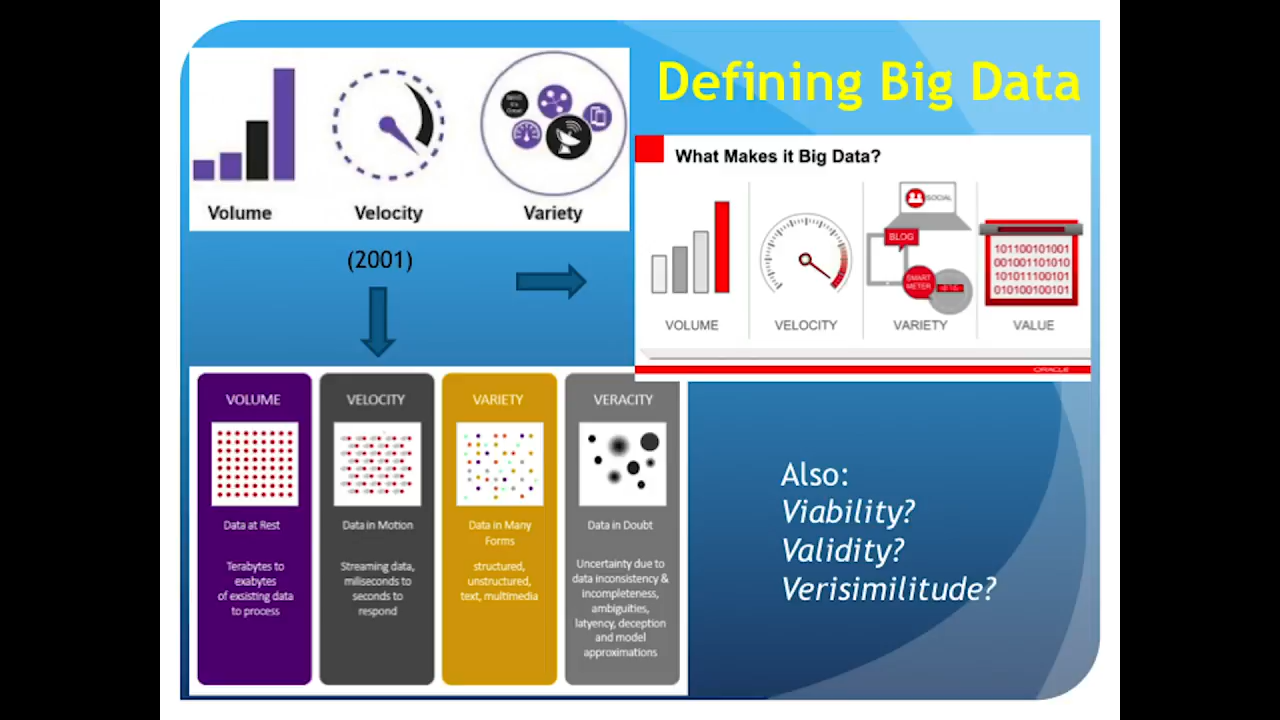 Defining Big Data
Volume
Velocity
Variety
(2001)
What Makes it Big Data?
SOCIAL
BLOG
SMART
METER
101100101001
001001101010
101011100101
010100100101
VOLUME
VELOCITY
VARIETY
VALUE
ORACLE
VOLUME
Data at Rest
Terabytes to
exabytes
of exsisting data
to process
VELOCITY
Data in Motion
Streaming data,
miliseconds to
seconds to
respond
VARIETY
Data in Many
Forms
structured,
unstructured,
text, multimedia
VERACITY
Data in Doubt
Uncertainty due to
data inconsistency &
incompleteness,
ambiguities,
latyency, deception
and model
approximations
Also:
Viability?
Validity?
Verisimilitude?